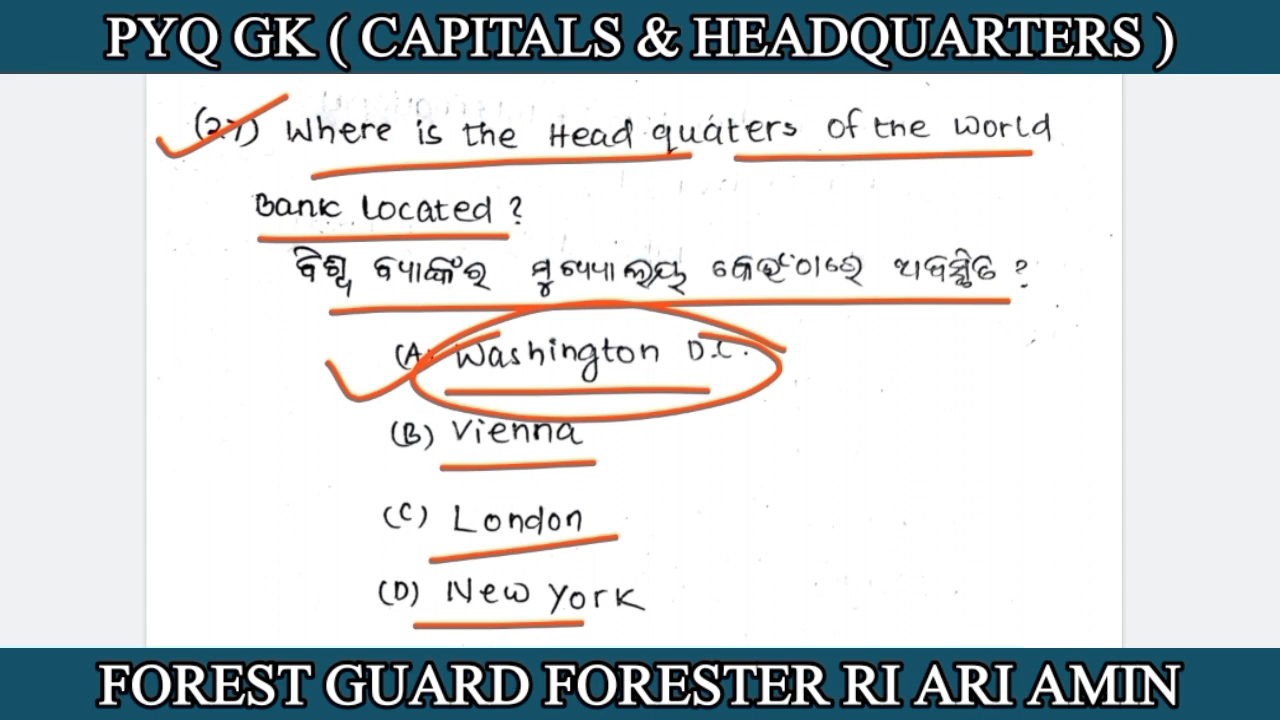 PYQ GK ( CAPITALS & HEADQUARTERS )
(27) Where is the Head quaters of the World
Bank Located ?
ବିଶ୍ୱ ବ୍ୟାଙ୍କର ମୁଖ୍ୟାଳୟ କେଉଁଠାରେ ଅବସ୍ଥିତ ?
(A) Washington D.C.
(B) Vienna
(C) London
(D) New York
FOREST GUARD FORESTER RI ARI AMIN